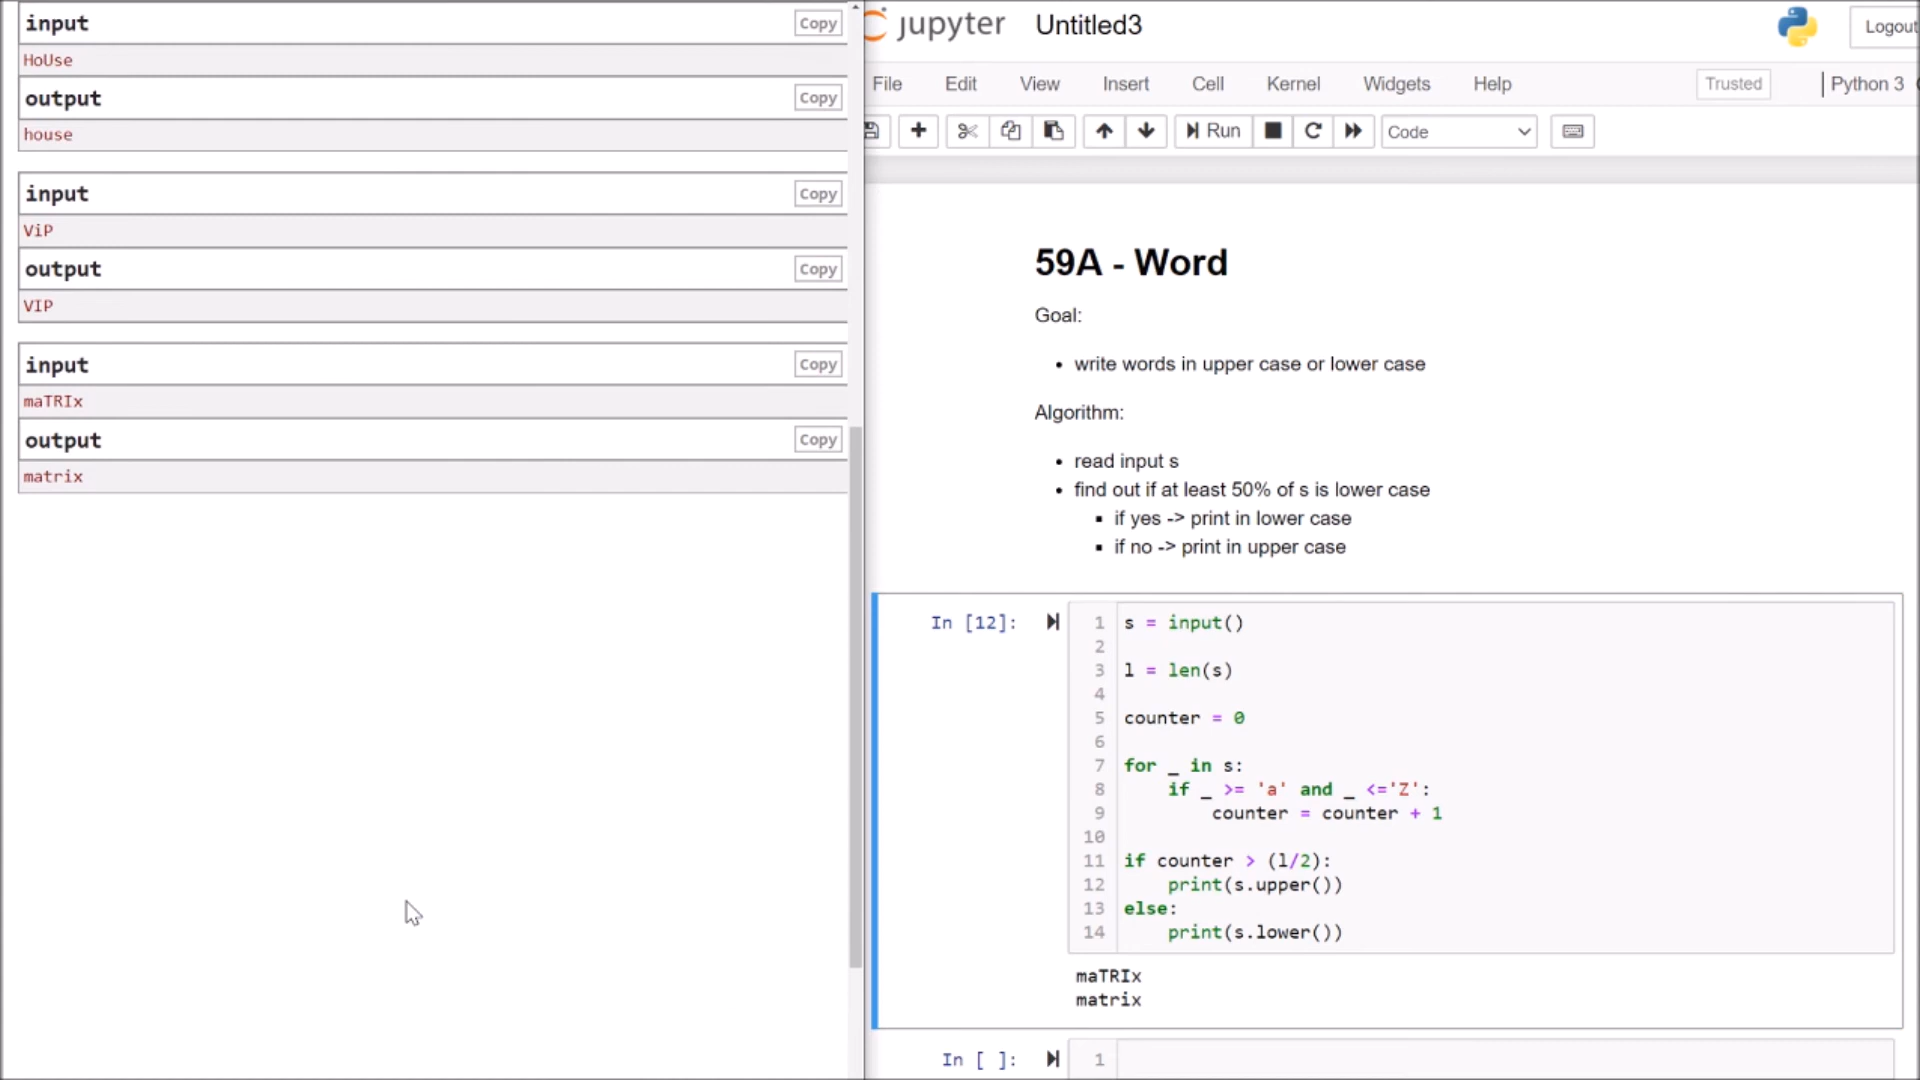 input
Copy
HoUse
output
Copy
house
input
Copy
ViP
output
Copy
VIP
input
Copy
maTRIx
output
Copy
matrix
jupyter Untitled3
Logout
File Edit View Insert Cell Kernel Widgets Help
Trusted
Python 3
Run
Code
59A - Word
Goal:
• write words in upper case or lower case
Algorithm:
• read input s
• find out if at least 50% of s is lower case
▪ if yes -> print in lower case
▪ if no -> print in upper case
In [12]:
1 s = input()
2
3 l = len(s)
4
5 counter = 0
6
7 for _ in s:
8     if _ >= 'a' and _ <='Z':
9         counter = counter + 1
10
11 if counter > (l/2):
12     print(s.upper())
13 else:
14     print(s.lower())
maTRIx
matrix
In [ ]:
1